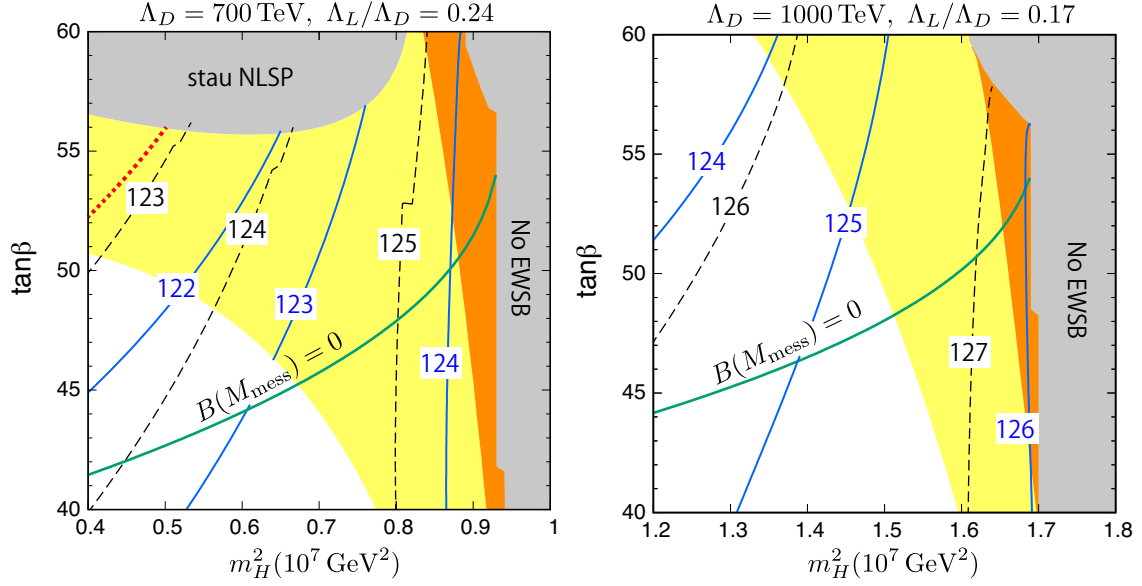 Λ_D = 700 TeV, Λ_L/Λ_D = 0.24
60
55
50
45
40
tanβ
stau NLSP
123
124
125
122
123
124
B(M_mess) = 0
No EWSB
0.4 0.5 0.6 0.7 0.8 0.9 1
m_H^2(10^7 GeV^2)
Λ_D = 1000 TeV, Λ_L/Λ_D = 0.17
60
55
50
45
40
tanβ
124
126
125
B(M_mess) = 0
127
126
No EWSB
1.2 1.3 1.4 1.5 1.6 1.7 1.8
m_H^2(10^7 GeV^2)